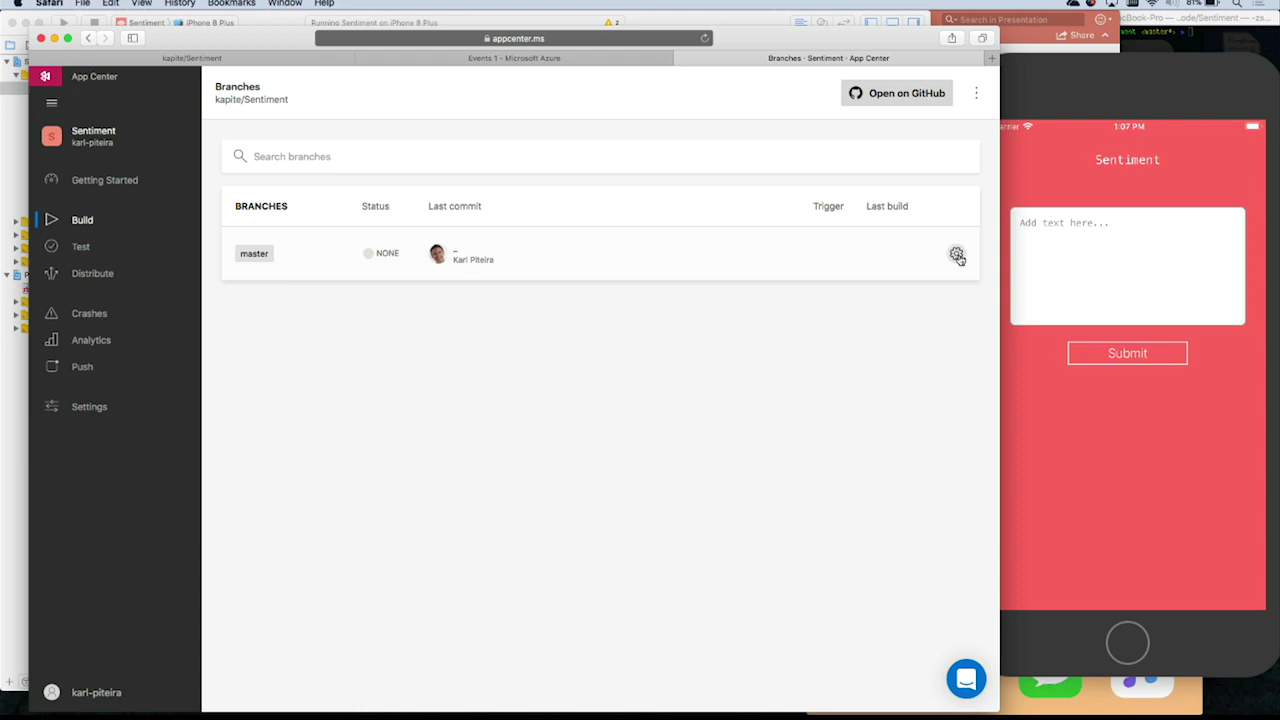 Safari File Edit View History Bookmarks Window Help 81%
Sentiment iPhone 8 Plus Running Sentiment on iPhone 8 Plus 2 Search in Presentation
Share
appcenter.ms
kapite/Sentiment Events 1 - Microsoft Azure Branches · Sentiment · App Center
App Center
Branches
kapite/Sentiment
Open on GitHub
S
Sentiment
karl-piteira
Getting Started
Build
Test
Distribute
Crashes
Analytics
Push
Settings
karl-piteira
Search branches
BRANCHES Status Last commit Trigger Last build
master NONE –
Karl Piteira
1:07 PM
Sentiment
Add text here...
Submit